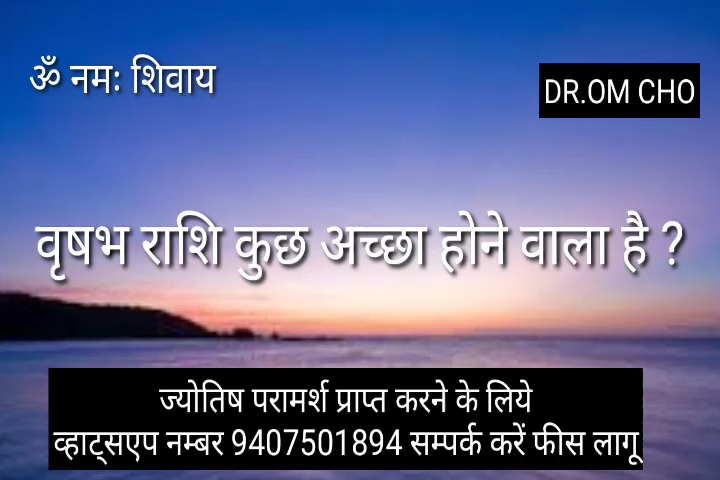 ॐ नमः शिवाय
DR.OM CHO
वृषभ राशि कुछ अच्छा होने वाला है ?
ज्योतिष परामर्श प्राप्त करने के लिये
व्हाट्सएप नम्बर 9407501894 सम्पर्क करें फीस लागू